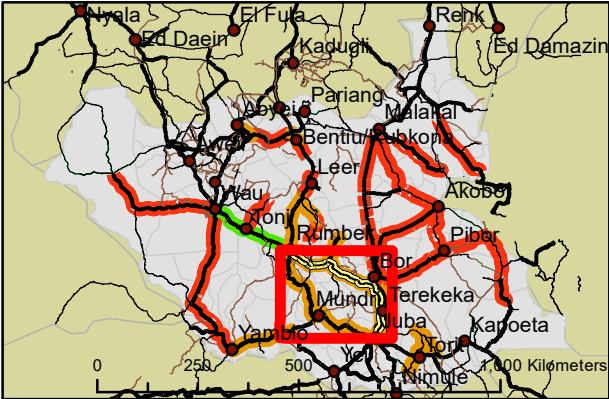 Nyala
El Fula
Renk
Ed Daein
Ed Damazin
Kadugli
Pariang
Abyei
Malakal
Bentiu/Rubkona
Aweil
Leer
Wau
Akobo
Tonj
Rumbek
Pibor
Bor
Mundri
Terekeka
Juba
Yambio
Kapoeta
Yei
Torit
Nimule
0 250 500 1,000 Kilometers